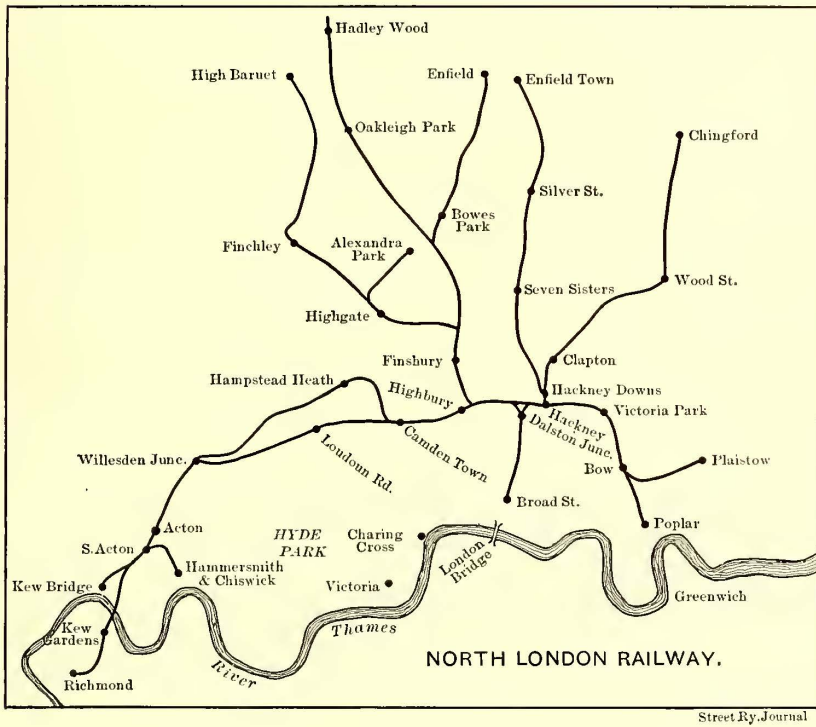 Hadley Wood
High Baruet
Enfield
Enfield Town
Oakleigh Park
Chingford
Silver St.
Bowes
Park
Finchley
Alexandra
Park
Seven Sisters
Wood St.
Highgate
Finsbury
Clapton
Hampstead Heath
Highbury
Hackney Downs
Hackney
Victoria Park
Dalston Junc.
Camden Town
Loudoun Rd.
Willesden Junc.
Bow
Plaistow
Broad St.
Poplar
Acton
S. Acton
HYDE
PARK
Charing
Cross
London
Bridge
Hammersmith
& Chiswick
Kew Bridge
Victoria
Greenwich
Kew
Gardens
Thames
River
Richmond
NORTH LONDON RAILWAY.
Street Ry. Journal